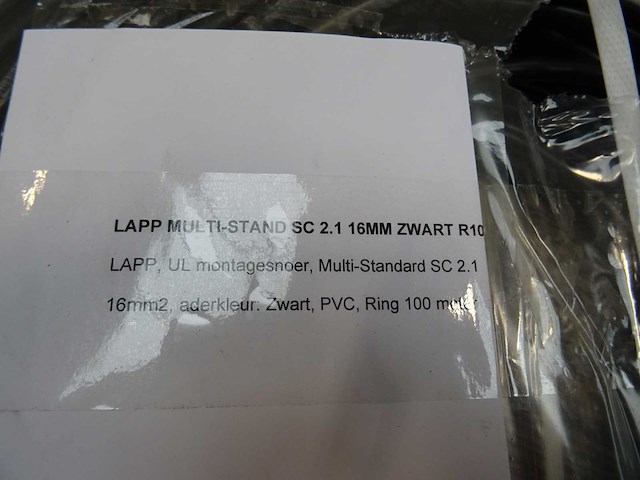 LAPP MULTI-STAND SC 2.1 16MM ZWART R10
LAPP, UL montagesnoer, Multi-Standard SC 2.1
16mm2, aderkleur: Zwart, PVC, Ring 100 meter